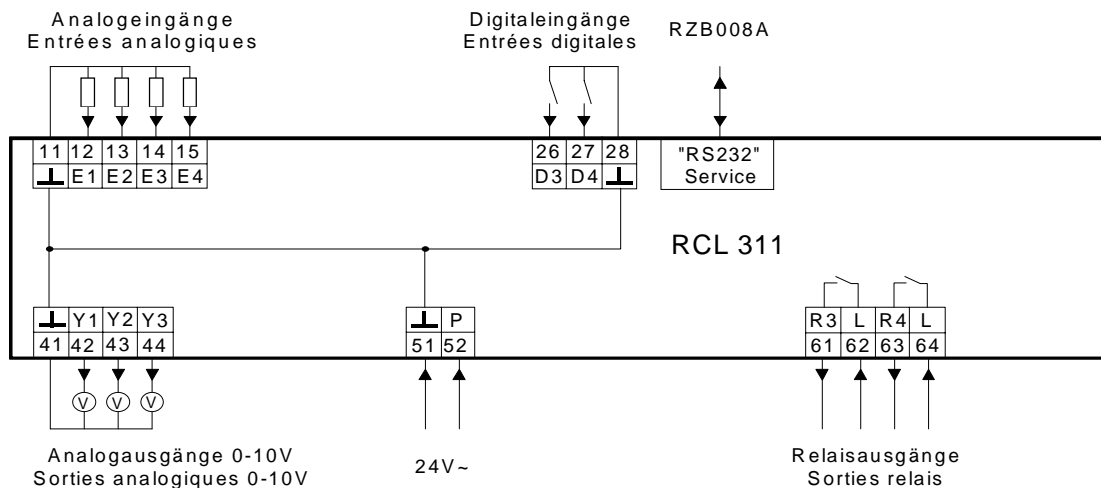 Analogeingänge
Entrées analogiques
Digitaleingänge
Entrées digitales
RZB008A
11 12 13 14 15
⊥ E1 E2 E3 E4
26 27 28
D3 D4 ⊥
"RS232"
Service
RCL 311
⊥ Y1 Y2 Y3
41 42 43 44
⊥ P
51 52
R3 L R4 L
61 62 63 64
V V V
Analogausgänge 0-10V
Sorties analogiques 0-10V
24V~
Relaisausgänge
Sorties relais